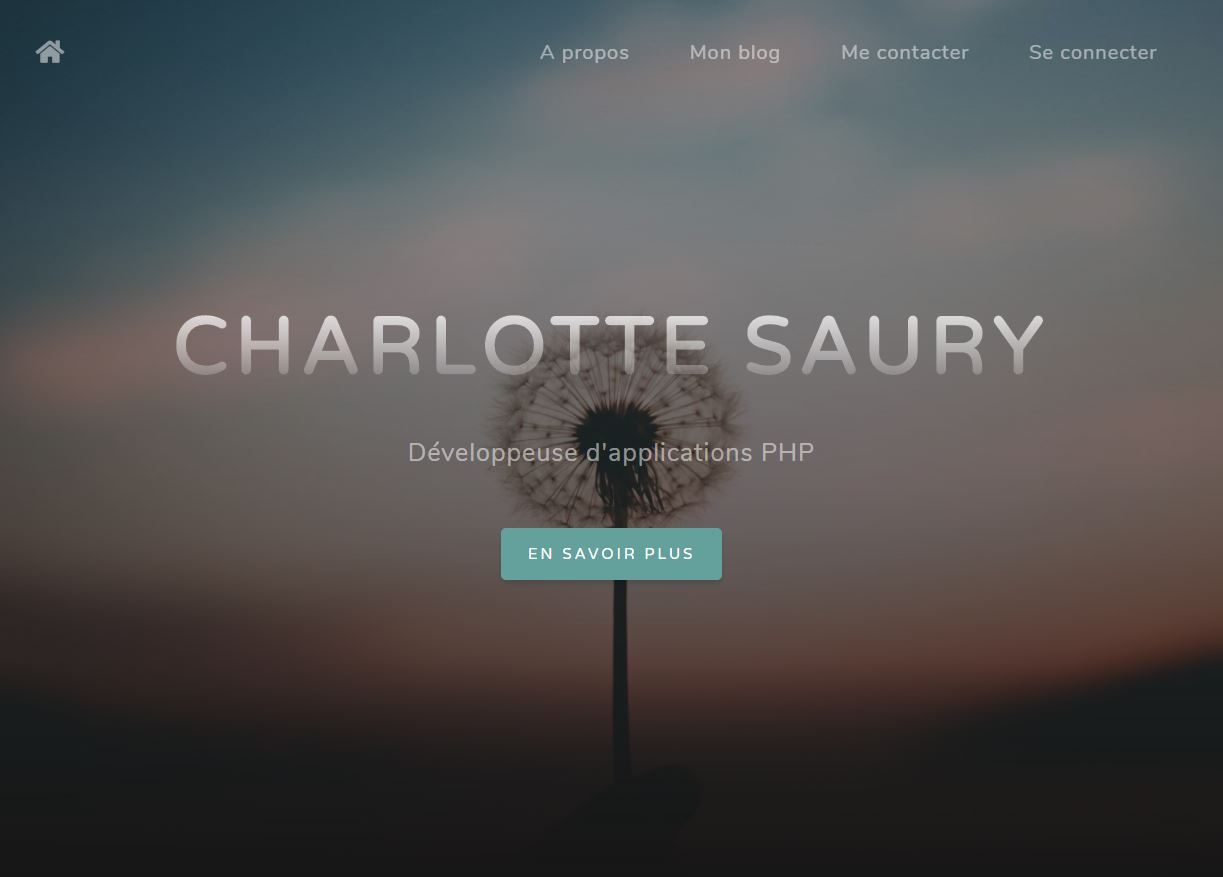 A propos
Mon blog
Me contacter
Se connecter
CHARLOTTE SAURY
Développeuse d'applications PHP
EN SAVOIR PLUS